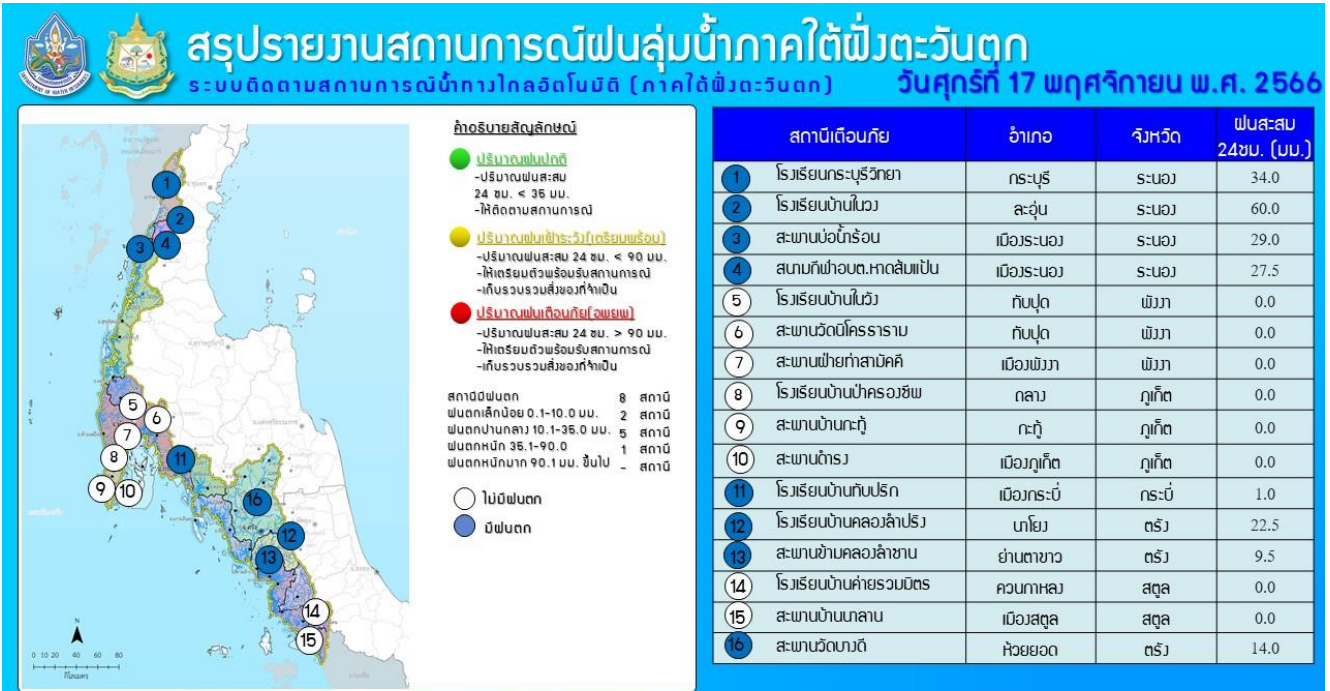 สรุปรายงานสถานการณ์ฝนลุ่มน้ำภาคใต้ฝั่งตะวันตก
ระบบติดตามสถานการณ์น้ำทางไกลอัตโนมัติ (ภาคใต้ฝั่งตะวันตก)
วันศุกร์ที่ 17 พฤศจิกายน พ.ศ. 2566
คำอธิบายสัญลักษณ์
ปริมาณฝนปกติ
-ปริมาณฝนสะสม
24 ชม. < 35 มม.
-ให้ติดตามสถานการณ์
ปริมาณฝนเฝ้าระวัง(เตรียมพร้อม)
-ปริมาณฝนสะสม 24 ชม. < 90 มม.
-ให้เตรียมตัวพร้อมรับสถานการณ์
-เก็บรวบรวมสิ่งของที่จำเป็น
ปริมาณฝนเตือนภัย(อพยพ)
-ปริมาณฝนสะสม 24 ชม. > 90 มม.
-ให้เตรียมตัวพร้อมรับสถานการณ์
-เก็บรวบรวมสิ่งของที่จำเป็น
สถานีมีฝนตก 8 สถานี
ฝนตกเล็กน้อย 0.1-10.0 มม. 2 สถานี
ฝนตกปานกลาง 10.1-35.0 มม. 5 สถานี
ฝนตกหนัก 35.1-90.0 1 สถานี
ฝนตกหนักมาก 90.1 มม. ขึ้นไป - สถานี
ไม่มีฝนตก
มีฝนตก
1
2
3 4
5
6
7
8
9 10
11
16
12
13
14
15
N
0 10 20 40 60 80
กิโลเมตร
สถานีเตือนภัย อำเภอ จังหวัด ฝนสะสม
24ชม. (มม.)
1 โรงเรียนกระบุรีวิทยา กระบุรี ระนอง 34.0
2 โรงเรียนบ้านในวง ละอุ่น ระนอง 60.0
3 สะพานบ่อน้ำร้อน เมืองระนอง ระนอง 29.0
4 สนามกีฬาอบต.หาดส้มแป้น เมืองระนอง ระนอง 27.5
5 โรงเรียนบ้านในวัง ทับปุด พังงา 0.0
6 สะพานวัดนิโครธาราม ทับปุด พังงา 0.0
7 สะพานฝ่ายท่าสามัคคี เมืองพังงา พังงา 0.0
8 โรงเรียนบ้านป่าครองชีพ ถลาง ภูเก็ต 0.0
9 สะพานบ้านกะทู้ กะทู้ ภูเก็ต 0.0
10 สะพานดำรง เมืองภูเก็ต ภูเก็ต 0.0
11 โรงเรียนบ้านทับปริก เมืองกระบี่ กระบี่ 1.0
12 โรงเรียนบ้านคลองลำปริง นาโยง ตรัง 22.5
13 สะพานข้ามคลองลำชาน ย่านตาขาว ตรัง 9.5
14 โรงเรียนบ้านค่ายรวมมิตร ควนกาหลง สตูล 0.0
15 สะพานบ้านนาลาน เมืองสตูล สตูล 0.0
16 สะพานวัดบางดี ห้วยยอด ตรัง 14.0